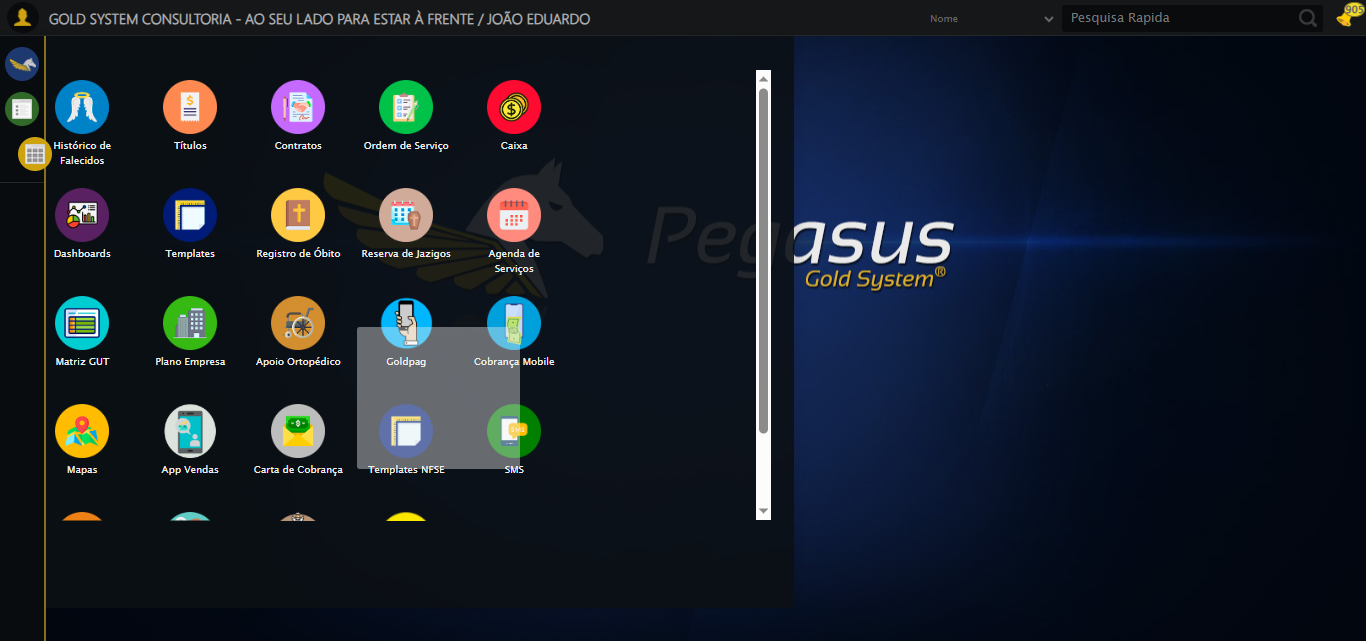 GOLD SYSTEM CONSULTORIA - AO SEU LADO PARA ESTAR À FRENTE / JOÃO EDUARDO
Nome
Pesquisa Rapida
905
Histórico de
Falecidos
Títulos
Contratos
Ordem de Serviço
Caixa
Dashboards
Templates
Registro de Óbito
Reserva de Jazigos
Agenda de
Serviços
Pegasus
Gold System®
Matriz GUT
Plano Empresa
Apoio Ortopédico
Goldpag
Cobrança Mobile
Mapas
App Vendas
Carta de Cobrança
Templates NFSE
SMS
SMS